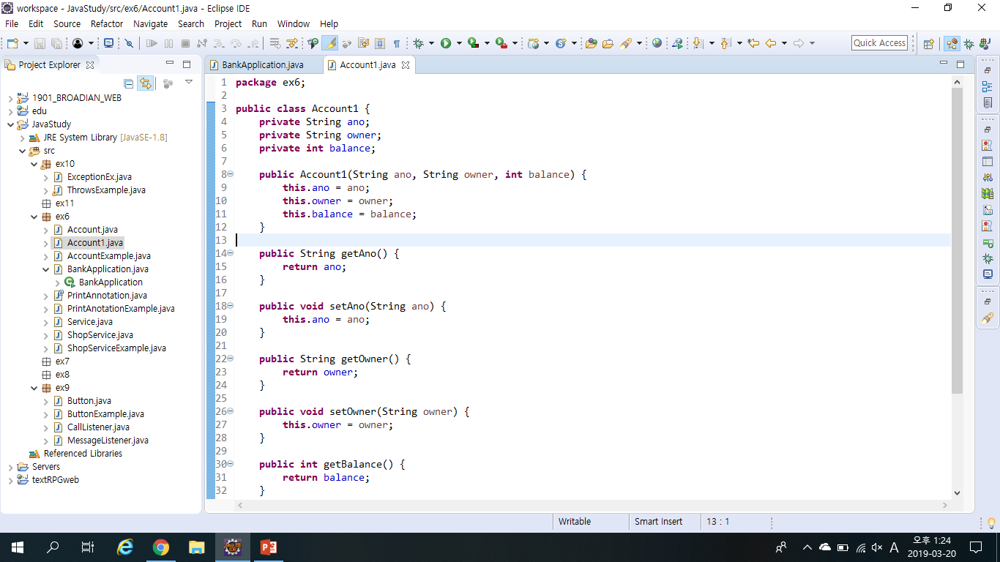 workspace - JavaStudy/src/ex6/Account1.java - Eclipse IDE
File Edit Source Refactor Navigate Search Project Run Window Help
Quick Access
Project Explorer
1901_BROADIAN_WEB
edu
JavaStudy
JRE System Library [JavaSE-1.8]
src
ex10
ExceptionEx.java
ThrowsExample.java
ex11
ex6
Account.java
Account1.java
AccountExample.java
BankApplication.java
BankApplication
PrintAnnotation.java
PrintAnotationExample.java
Service.java
ShopService.java
ShopServiceExample.java
ex7
ex8
ex9
Button.java
ButtonExample.java
CallListener.java
MessageListener.java
Referenced Libraries
Servers
textRPGweb
BankApplication.java Account1.java
1 package ex6;
2
3 public class Account1 {
4 private String ano;
5 private String owner;
6 private int balance;
7
8 public Account1(String ano, String owner, int balance) {
9 this.ano = ano;
10 this.owner = owner;
11 this.balance = balance;
12 }
13
14 public String getAno() {
15 return ano;
16 }
17
18 public void setAno(String ano) {
19 this.ano = ano;
20 }
21
22 public String getOwner() {
23 return owner;
24 }
25
26 public void setOwner(String owner) {
27 this.owner = owner;
28 }
29
30 public int getBalance() {
31 return balance;
32 }
Writable Smart Insert 13 : 1
A 오후 1:24
2019-03-20